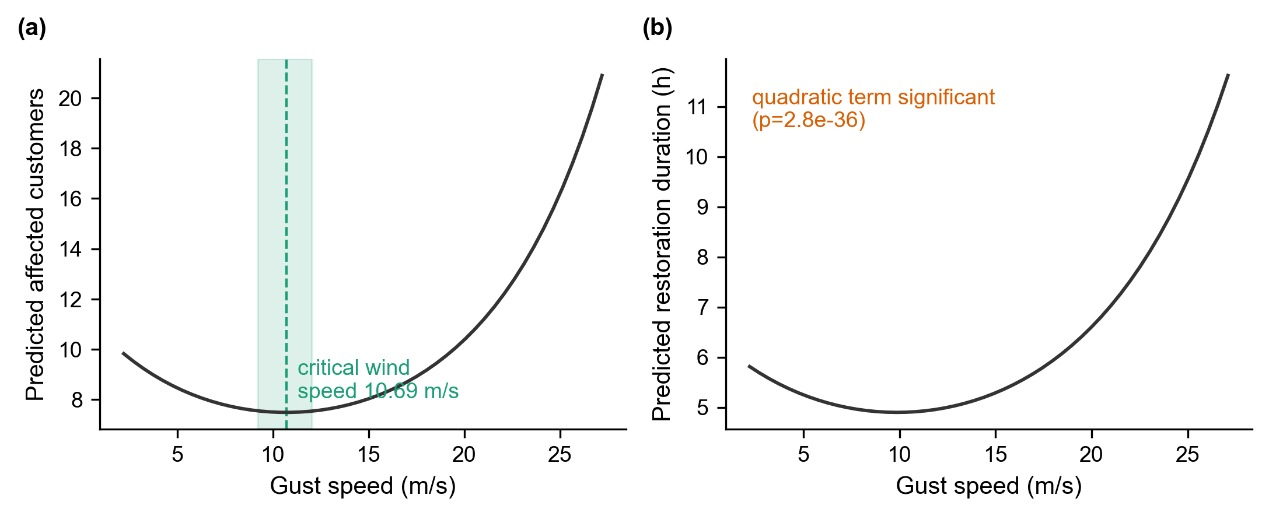 (a)
Predicted affected customers
20
18
16
14
12
10
8
critical wind
speed 10.69 m/s
5
10
15
20
25
Gust speed (m/s)
(b)
Predicted restoration duration (h)
11
10
9
8
7
6
5
quadratic term significant
(p=2.8e-36)
5
10
15
20
25
Gust speed (m/s)